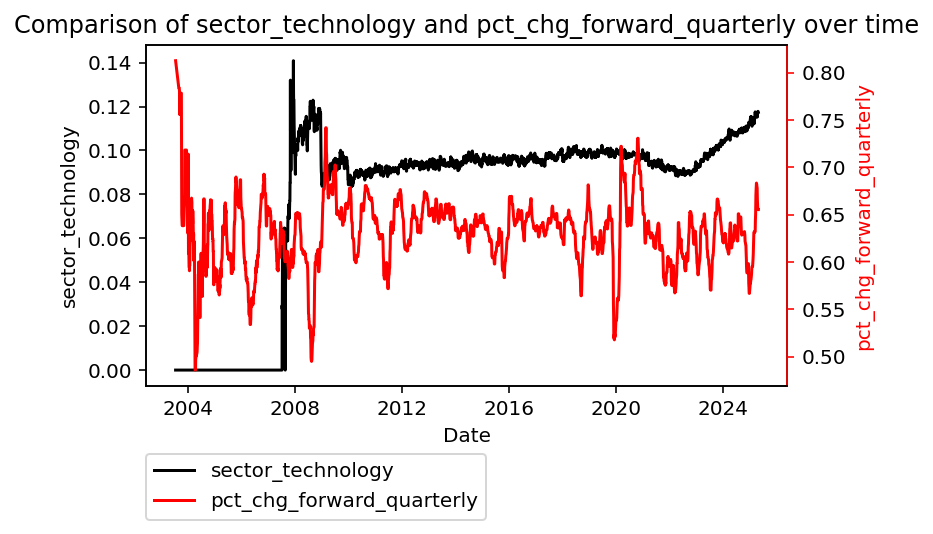 Comparison of sector_technology and pct_chg_forward_quarterly over time
0.14
0.12
0.10
0.08
0.06
0.04
0.02
0.00
sector_technology
0.80
0.75
0.70
0.65
0.60
0.55
0.50
pct_chg_forward_quarterly
2004 2008 2012 2016 2020 2024
Date
sector_technology
pct_chg_forward_quarterly